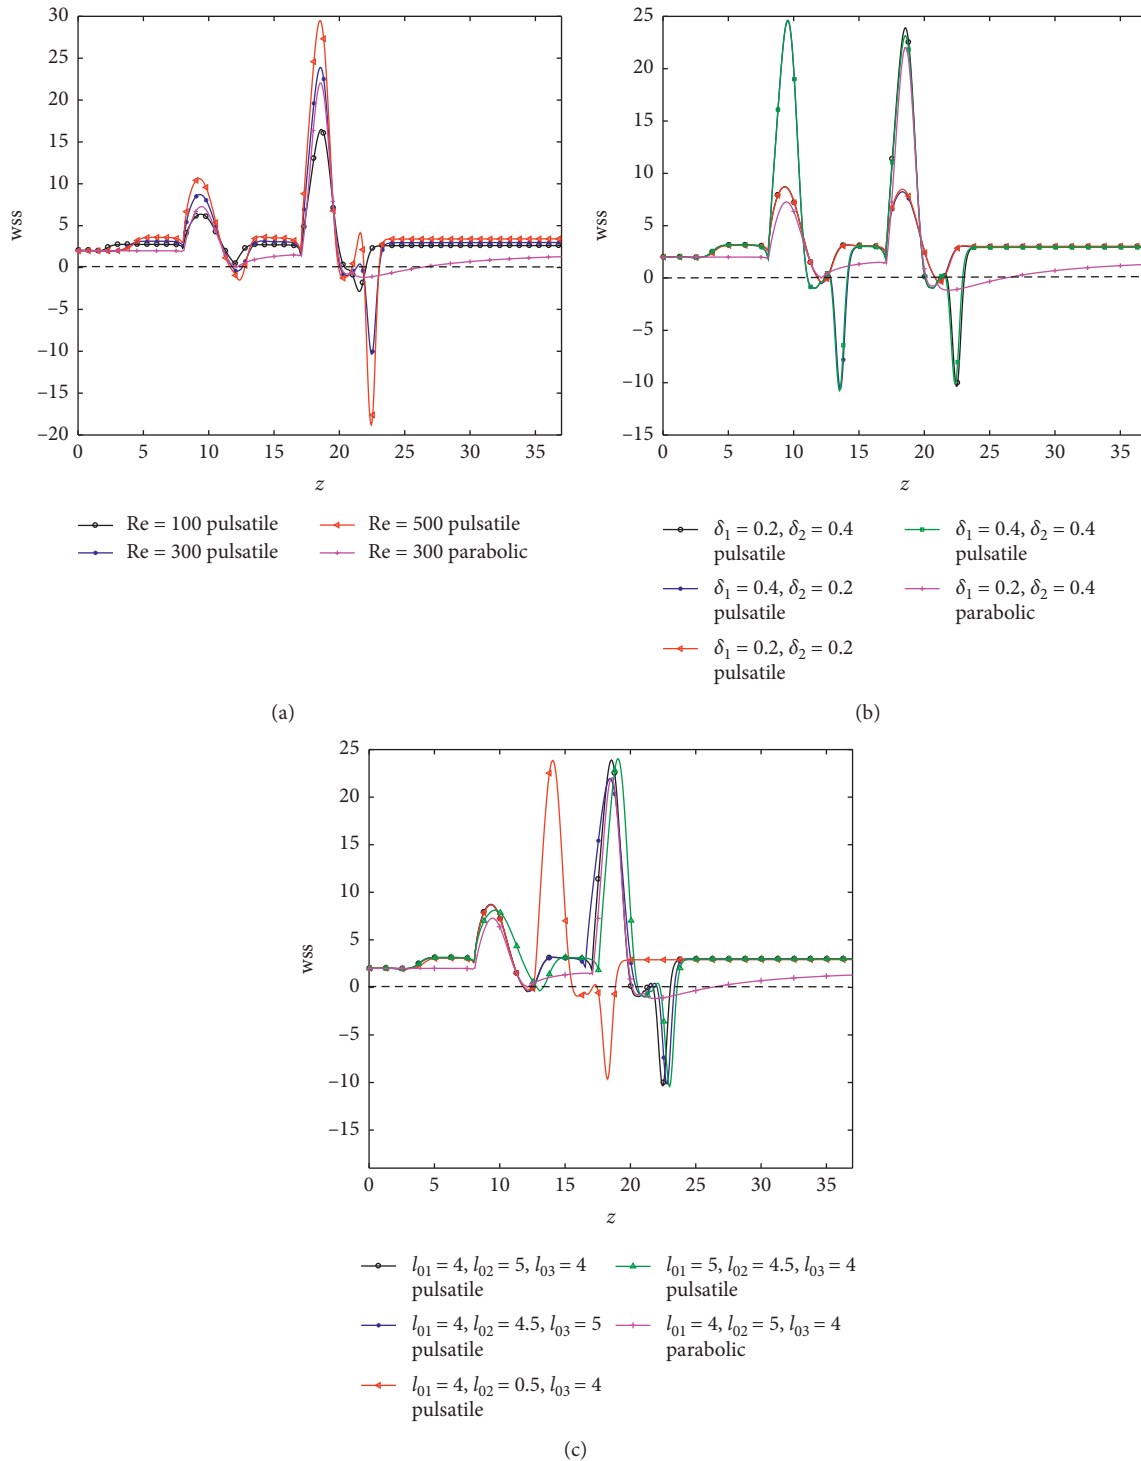 30
25
20
15
10
5
0
−5
−10
−15
−20
wss
0 5 10 15 20 25 30 35
z
Re = 100 pulsatile
Re = 300 pulsatile
Re = 500 pulsatile
Re = 300 parabolic
(a)
25
20
15
10
5
0
−5
−10
−15
wss
0 5 10 15 20 25 30 35
z
δ1 = 0.2, δ2 = 0.4
pulsatile
δ1 = 0.4, δ2 = 0.2
pulsatile
δ1 = 0.2, δ2 = 0.2
pulsatile
δ1 = 0.4, δ2 = 0.4
pulsatile
δ1 = 0.2, δ2 = 0.4
parabolic
(b)
25
20
15
10
5
0
−5
−10
−15
wss
0 5 10 15 20 25 30 35
z
l01 = 4, l02 = 5, l03 = 4
pulsatile
l01 = 4, l02 = 4.5, l03 = 5
pulsatile
l01 = 4, l02 = 0.5, l03 = 4
pulsatile
l01 = 5, l02 = 4.5, l03 = 4
pulsatile
l01 = 4, l02 = 5, l03 = 4
parabolic
(c)